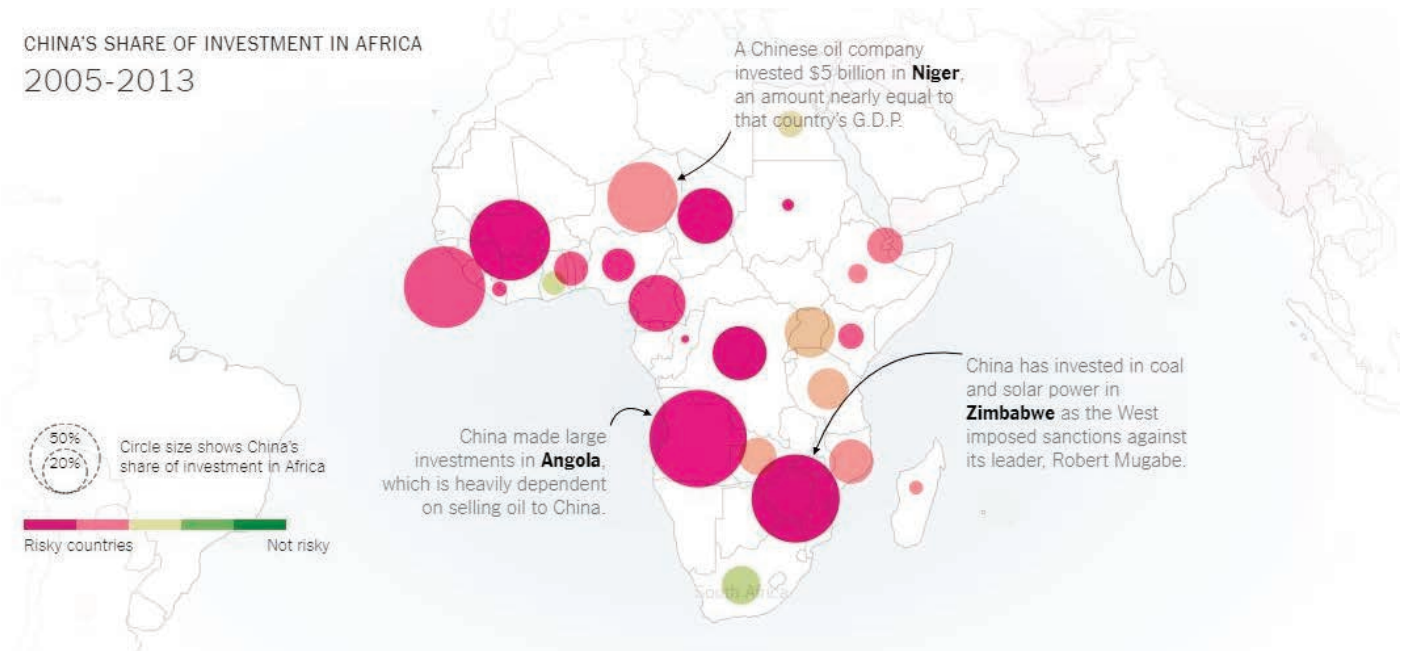 CHINA'S SHARE OF INVESTMENT IN AFRICA
2005-2013
A Chinese oil company
invested $5 billion in Niger,
an amount nearly equal to
that country's G.D.P.
China has invested in coal
and solar power in
Zimbabwe as the West
imposed sanctions against
its leader, Robert Mugabe.
China made large
investments in Angola,
which is heavily dependent
on selling oil to China.
50%
20%
Circle size shows China's
share of investment in Africa
Risky countries
Not risky
South Africa